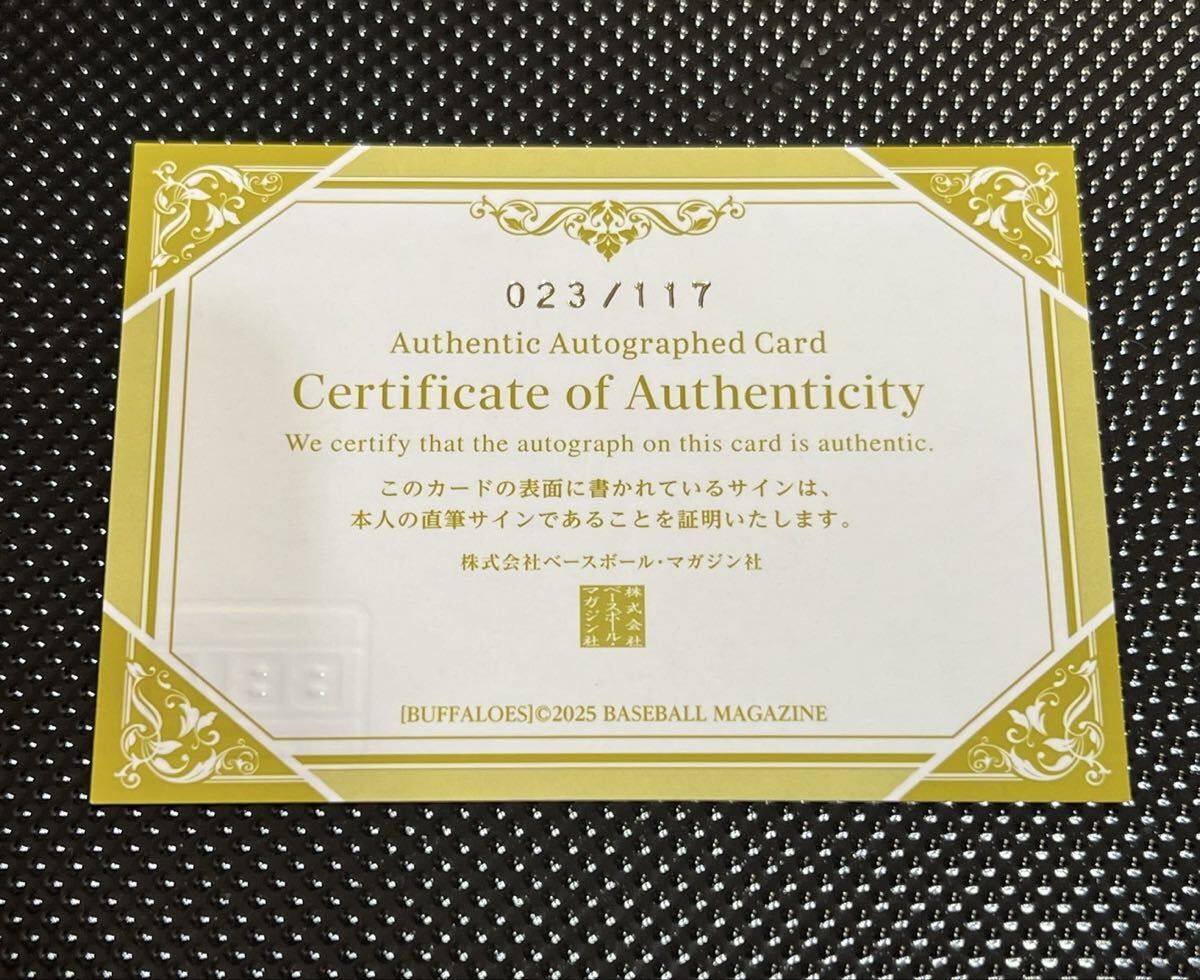 023/117
Authentic Autographed Card
Certificate of Authenticity
We certify that the autograph on this card is authentic.
このカードの表面に書かれているサインは、
本人の直筆サインであることを証明いたします。
株式会社ベースボール・マガジン社
株式会社
ベースボール・
マガジン社
[BUFFALOES]©2025 BASEBALL MAGAZINE